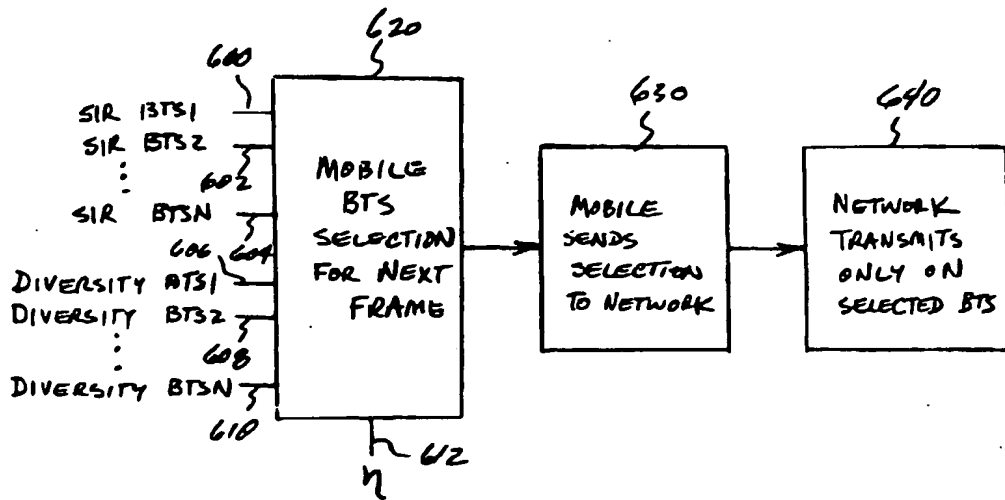 620
600
630
640
SIR BTS1
SIR BTS2
602
SIR BTSN
604
606
DIVERSITY BTS1
DIVERSITY BTS2
608
DIVERSITY BTSN
610
MOBILE
BTS
SELECTION
FOR NEXT
FRAME
612
η
MOBILE
SENDS
SELECTION
TO NETWORK
NETWORK
TRANSMITS
ONLY ON
SELECTED BTS